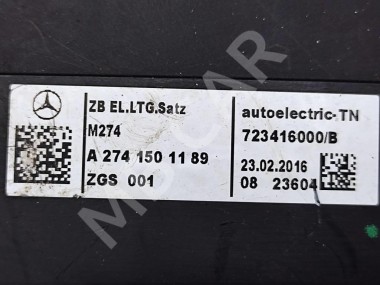 ZB EL.LTG.Satz
M274
A 274 150 11 89
ZGS 001
autoelectric-TN
723416000/B
23.02.2016
08 23604